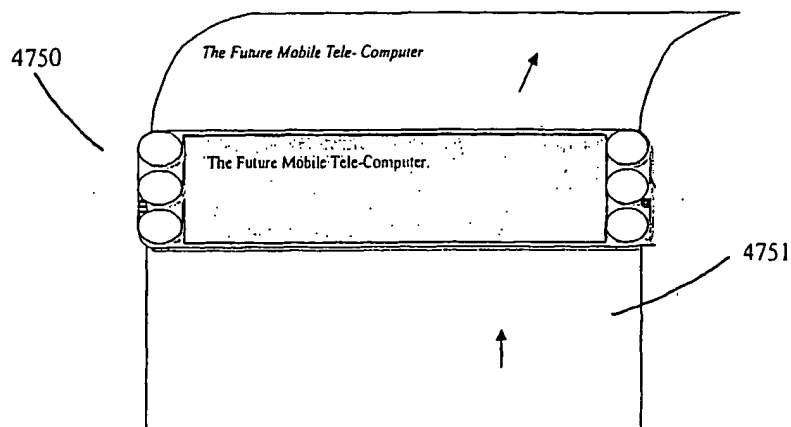 The Future Mobile Tele- Computer
4750
The Future Mobile Tele-Computer.
4751